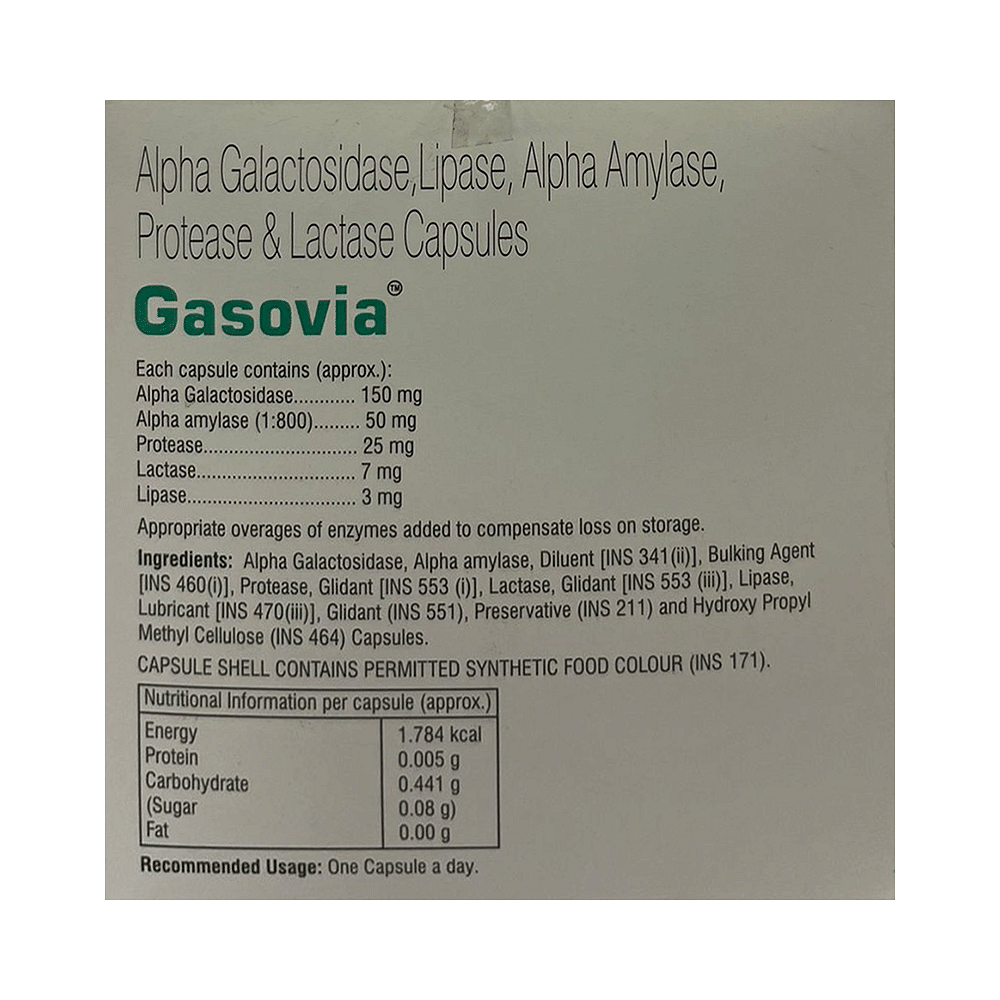 Alpha Galactosidase,Lipase, Alpha Amylase,
Protease & Lactase Capsules
Gasovia™
Each capsule contains (approx.):
Alpha Galactosidase............ 150 mg
Alpha amylase (1:800)......... 50 mg
Protease.............................. 25 mg
Lactase............................... 7 mg
Lipase................................. 3 mg
Appropriate overages of enzymes added to compensate loss on storage.
Ingredients: Alpha Galactosidase, Alpha amylase, Diluent [INS 341(ii)], Bulking Agent
[INS 460(i)], Protease, Glidant [INS 553 (i)], Lactase, Glidant [INS 553 (iii)], Lipase,
Lubricant [INS 470(iii)], Glidant (INS 551), Preservative (INS 211) and Hydroxy Propyl
Methyl Cellulose (INS 464) Capsules.
CAPSULE SHELL CONTAINS PERMITTED SYNTHETIC FOOD COLOUR (INS 171).
Nutritional Information per capsule (approx.)
Energy 1.784 kcal
Protein 0.005 g
Carbohydrate 0.441 g
(Sugar 0.08 g)
Fat 0.00 g
Recommended Usage: One Capsule a day.